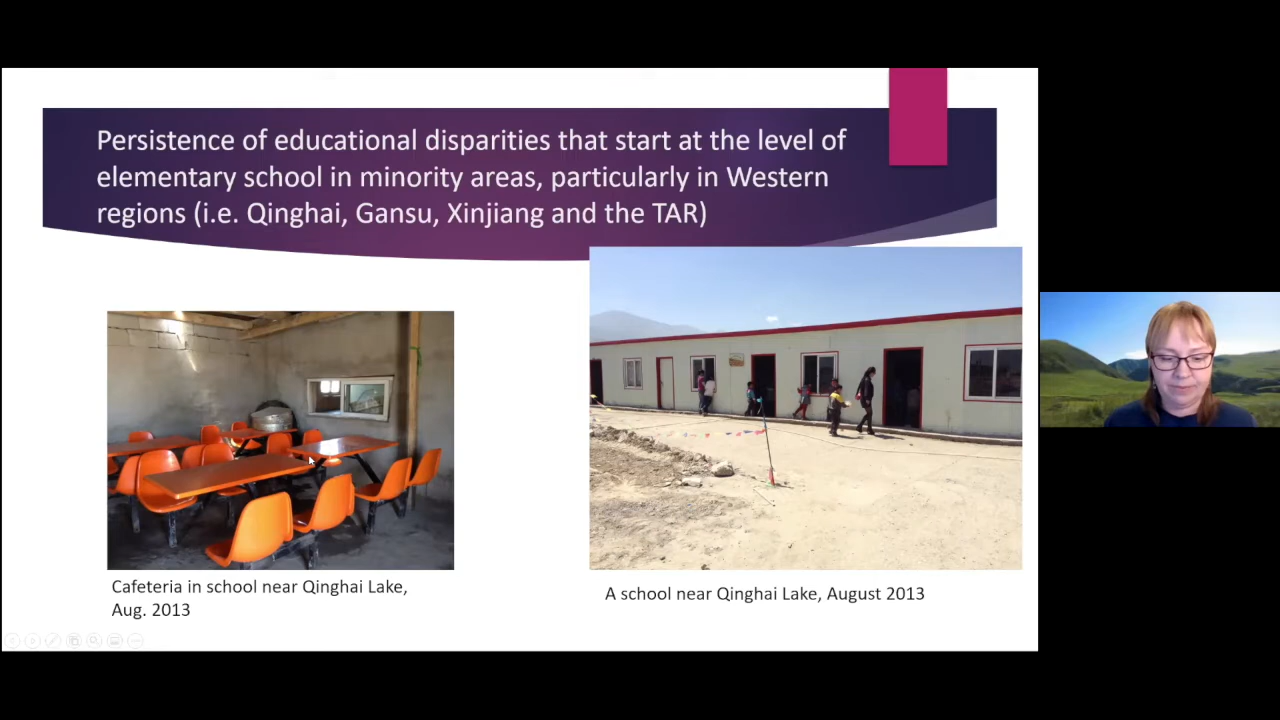 Persistence of educational disparities that start at the level of
elementary school in minority areas, particularly in Western
regions (i.e. Qinghai, Gansu, Xinjiang and the TAR)
Cafeteria in school near Qinghai Lake,
Aug. 2013
A school near Qinghai Lake, August 2013